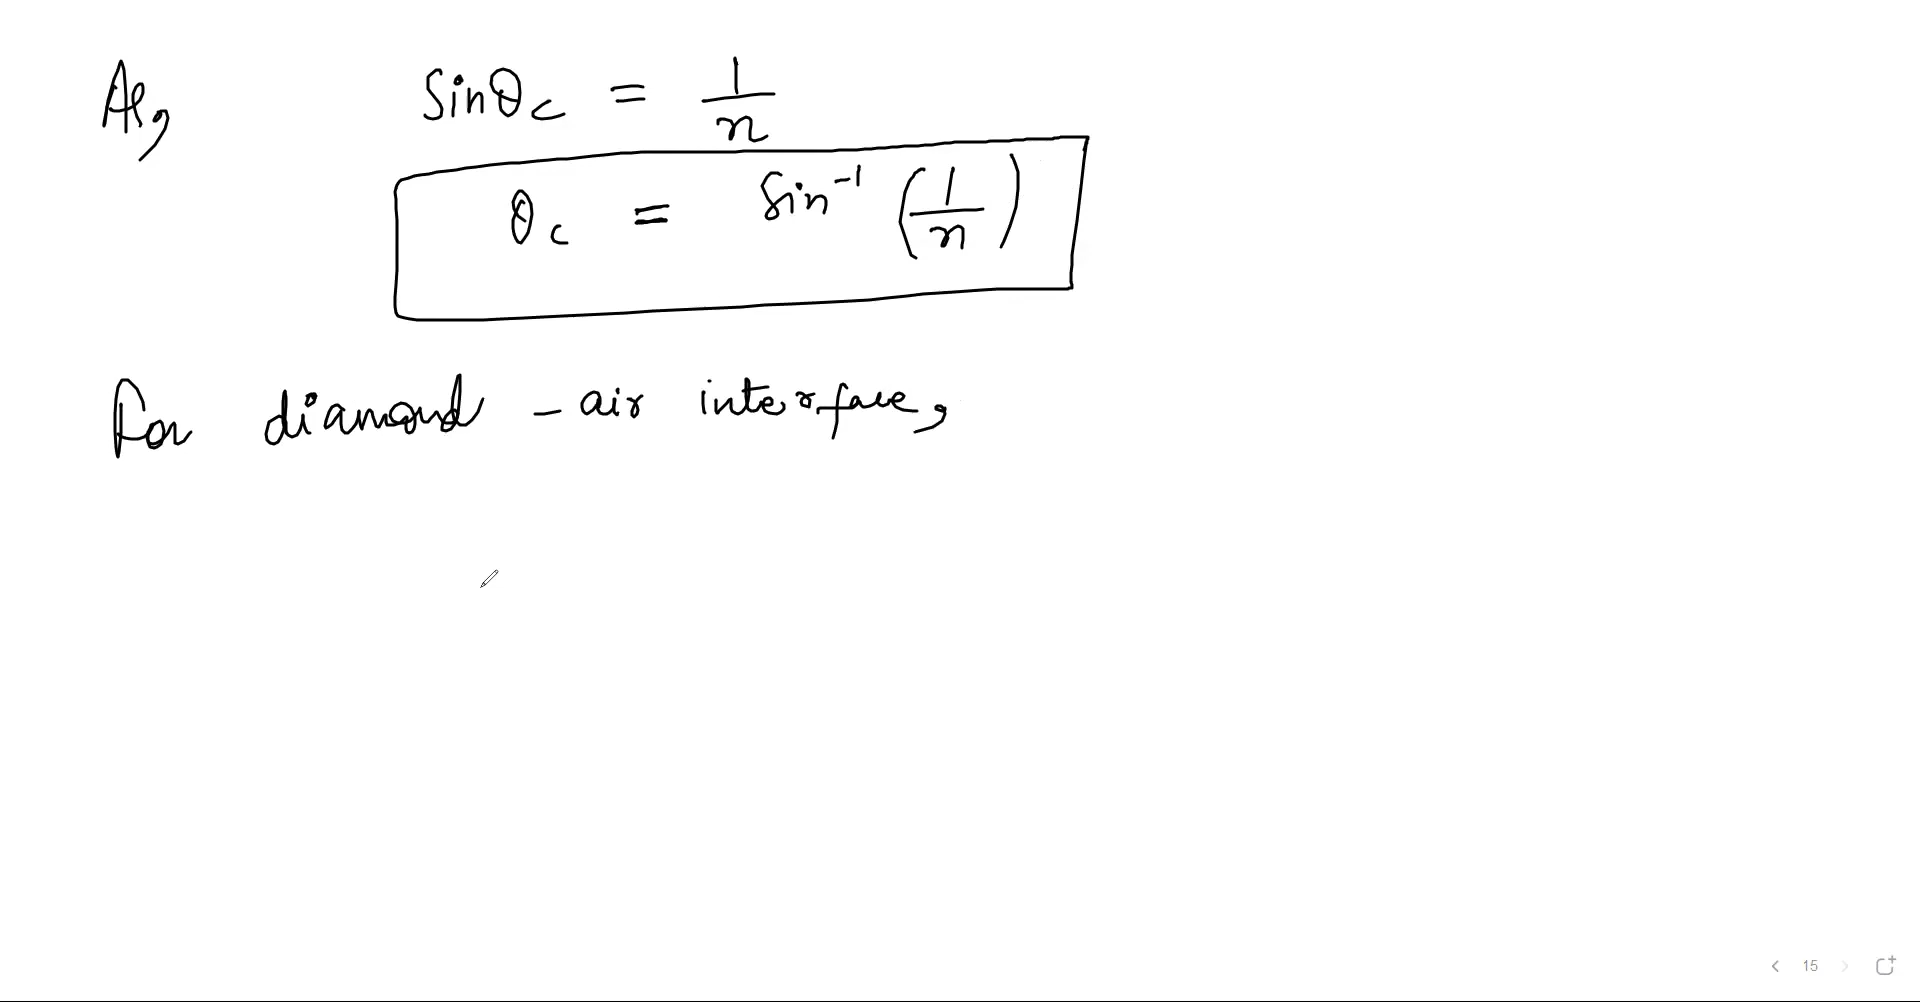 As, sinθc = 1/n
θc = sin⁻¹ (1/n)
For diamond - air interface,
15